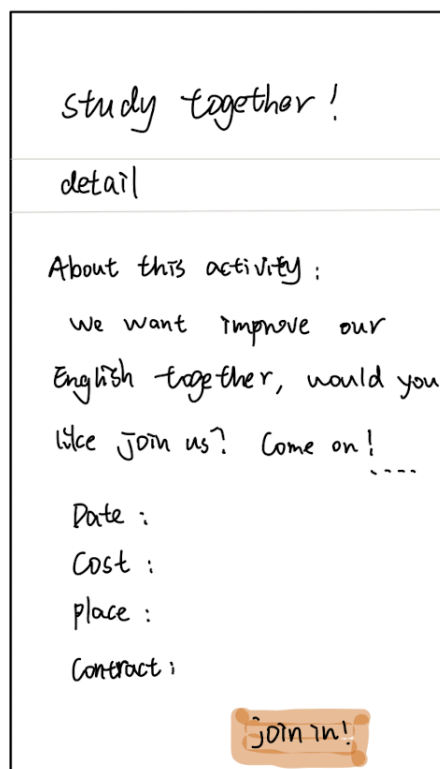 study together!
detail
About this activity:
We want improve our
English together, would you
like join us? Come on!
....
Date:
Cost:
place:
Contract:
join in!